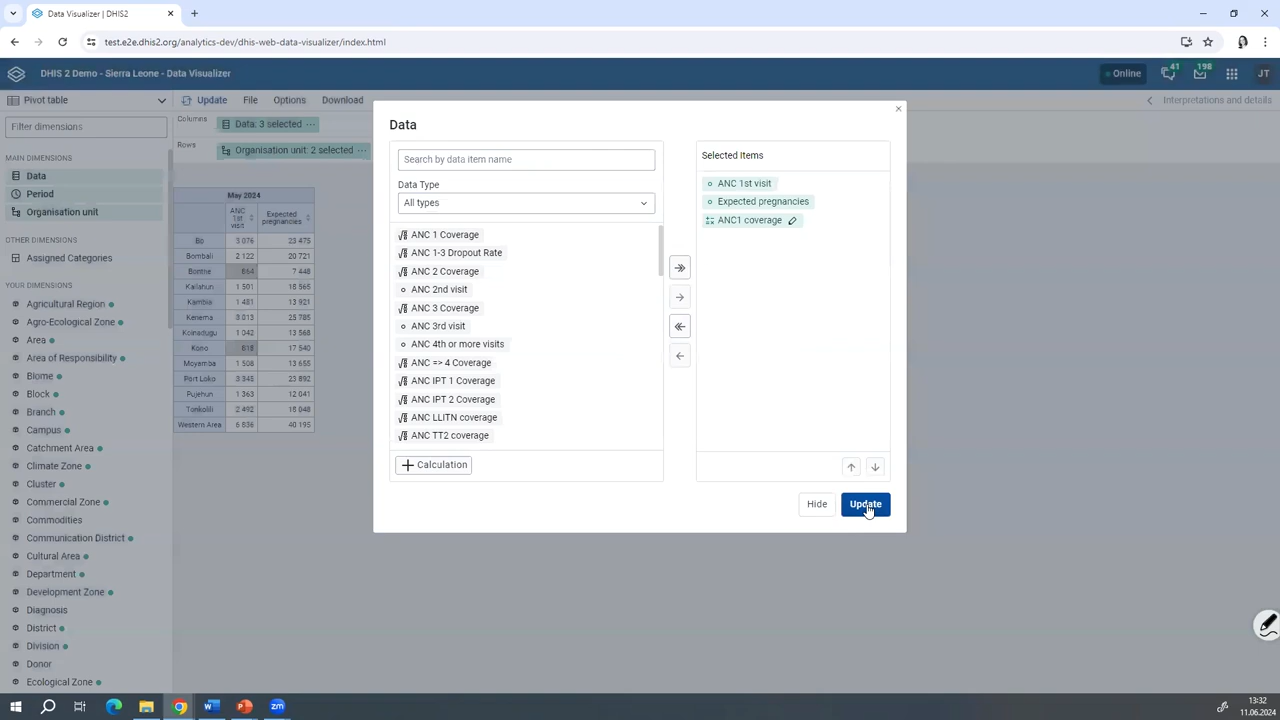 Data Visualizer | DHIS2
test.e2e.dhis2.org/analytics-dev/dhis-web-data-visualizer/index.html
DHIS 2 Demo - Sierra Leone - Data Visualizer
Online
41
198
JT
Pivot table
Update
File
Options
Download
Interpretations and details
Filter dimensions
Columns
Data: 3 selected
Rows
Organisation unit: 2 selected
MAIN DIMENSIONS
Data
Period
Organisation unit
OTHER DIMENSIONS
Assigned Categories
YOUR DIMENSIONS
Agricultural Region
Agro-Ecological Zone
Area
Area of Responsibility
Biome
Block
Branch
Campus
Catchment Area
Climate Zone
Cluster
Commercial Zone
Commodities
Communication District
Cultural Area
Department
Development Zone
Diagnosis
District
Division
Donor
Ecological Zone
May 2024
ANC 1st visit
Expected pregnancies
Bo 3 076 23 475
Bombali 2 122 20 721
Bonthe 864 7 448
Kailahun 1 501 18 565
Kambia 1 481 13 921
Kenema 3 013 25 785
Koinadugu 1 042 13 568
Kono 818 17 540
Moyamba 1 508 13 655
Port Loko 3 345 23 892
Pujehun 1 363 12 041
Tonkolili 2 492 18 048
Western Area 6 836 40 195
Data
Search by data item name
Data Type
All types
ANC 1 Coverage
ANC 1-3 Dropout Rate
ANC 2 Coverage
ANC 2nd visit
ANC 3 Coverage
ANC 3rd visit
ANC 4th or more visits
ANC => 4 Coverage
ANC IPT 1 Coverage
ANC IPT 2 Coverage
ANC LLITN coverage
ANC TT2 coverage
Calculation
Selected Items
ANC 1st visit
Expected pregnancies
ANC1 coverage
Hide
Update
13:32
11.06.2024